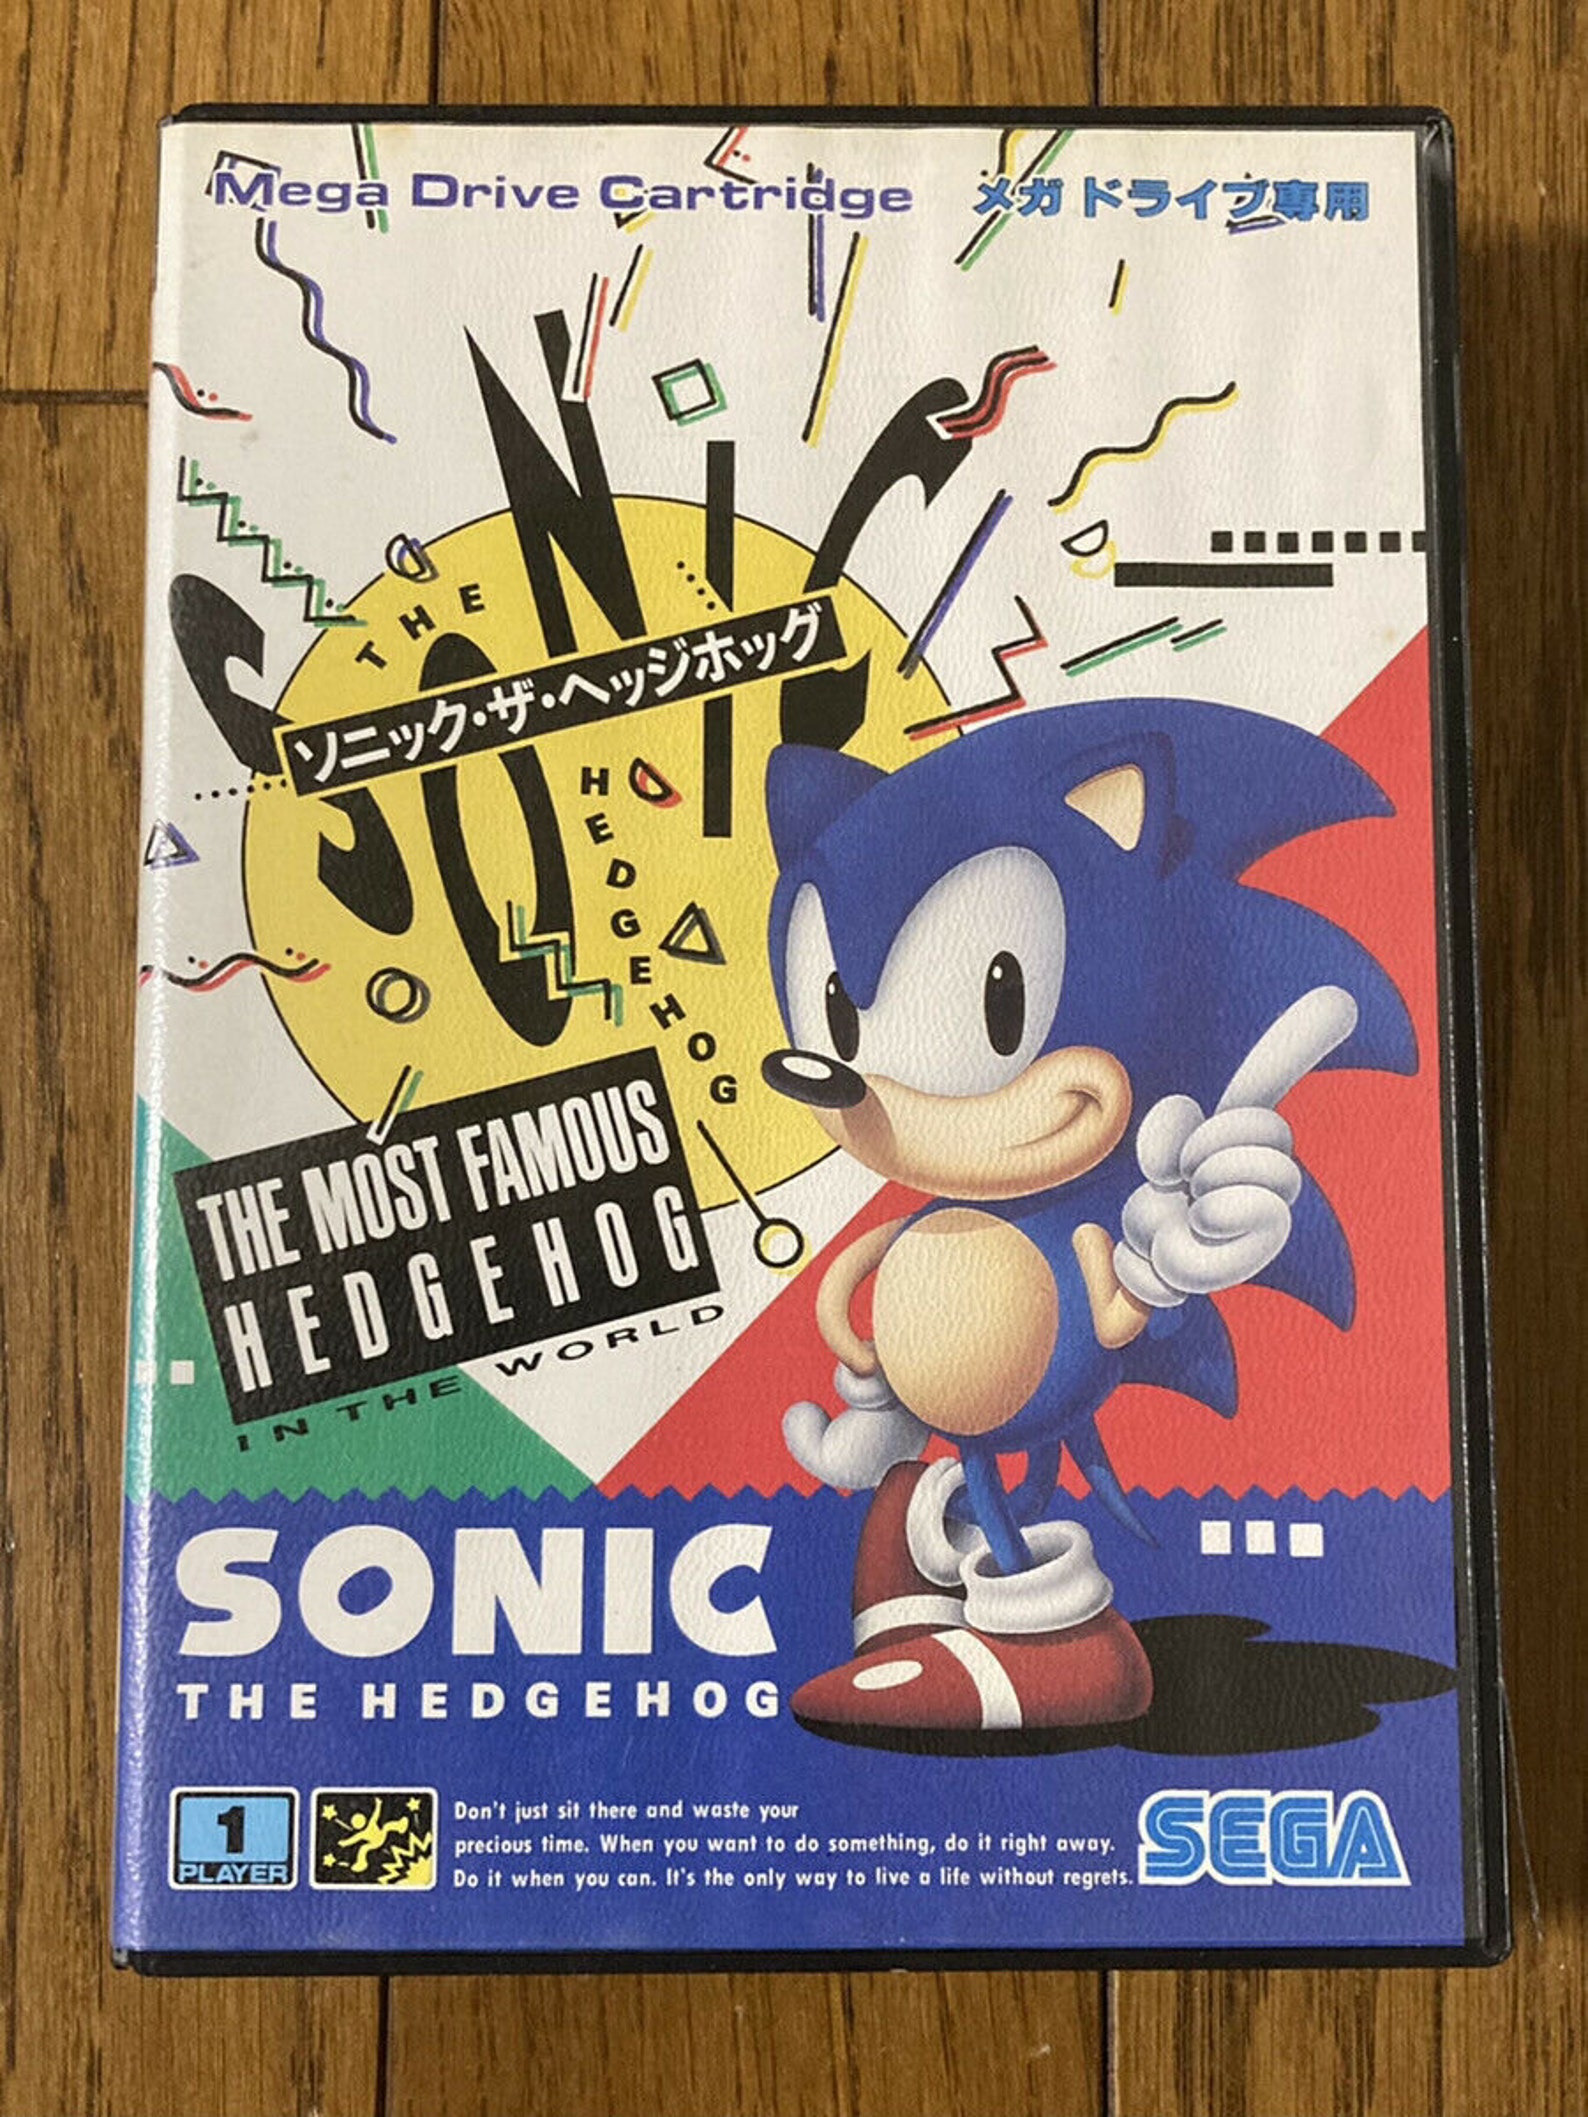 Mega Drive Cartridge メガドライブ専用
THE
SONIC
ソニック・ザ・ヘッジホッグ
HEDGEHOG
THE MOST FAMOUS
HEDGEHOG
IN THE WORLD
SONIC
THE HEDGEHOG
1
PLAYER
Don't just sit there and waste your
precious time. When you want to do something, do it right away.
Do it when you can. It's the only way to live a life without regrets.
SEGA